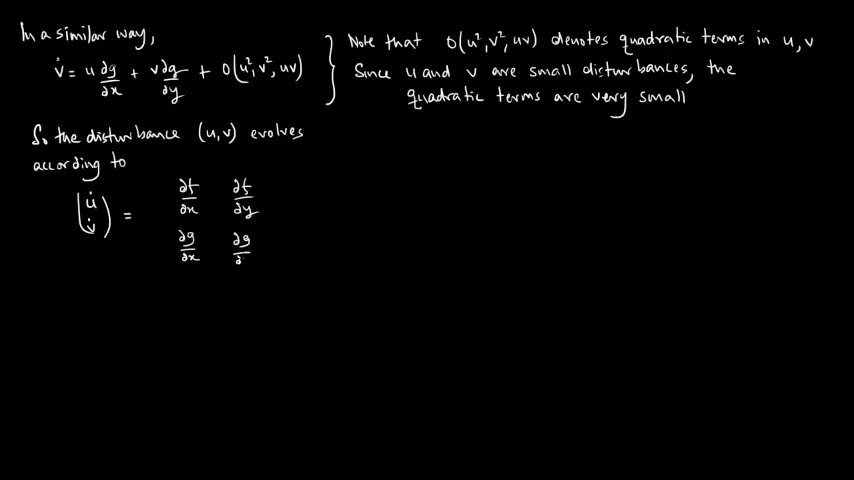 In a similar way,
v̇ = u ∂g/∂x + v ∂g/∂y + O(u², v², uv)
Note that O(u², v², uv) denotes quadratic terms in u, v
Since u and v are small disturbances, the
quadratic terms are very small
So the disturbance (u, v) evolves
according to
(u̇ v̇) = ∂f/∂x ∂f/∂y
∂g/∂x ∂g/∂